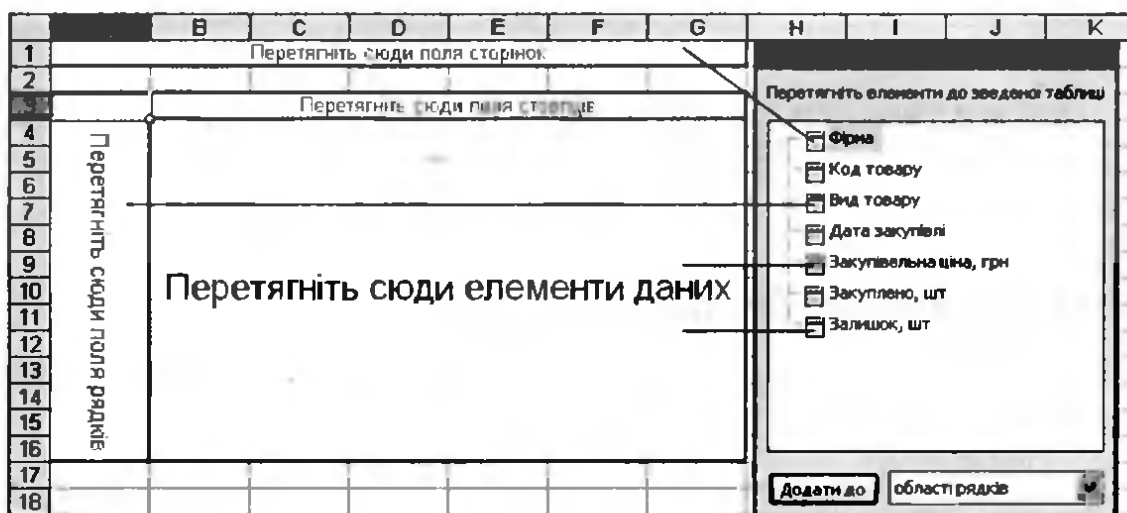 B C D E F G H I J K
1 Перетягніть сюди поля сторінок
2
3 Перетягніть сюди поля стовпців
4
5
6
7
8
9
10
11
12
13
14
15
16
17
18
Перетягніть сюди поля рядків
Перетягніть сюди елементи даних
Перетягніть елементи до зведеної таблиці
Фірма
Код товару
Вид товару
Дата закупівлі
Закупівельна ціна, грн
Закуплено, шт
Залишок, шт
Додати до
області рядків